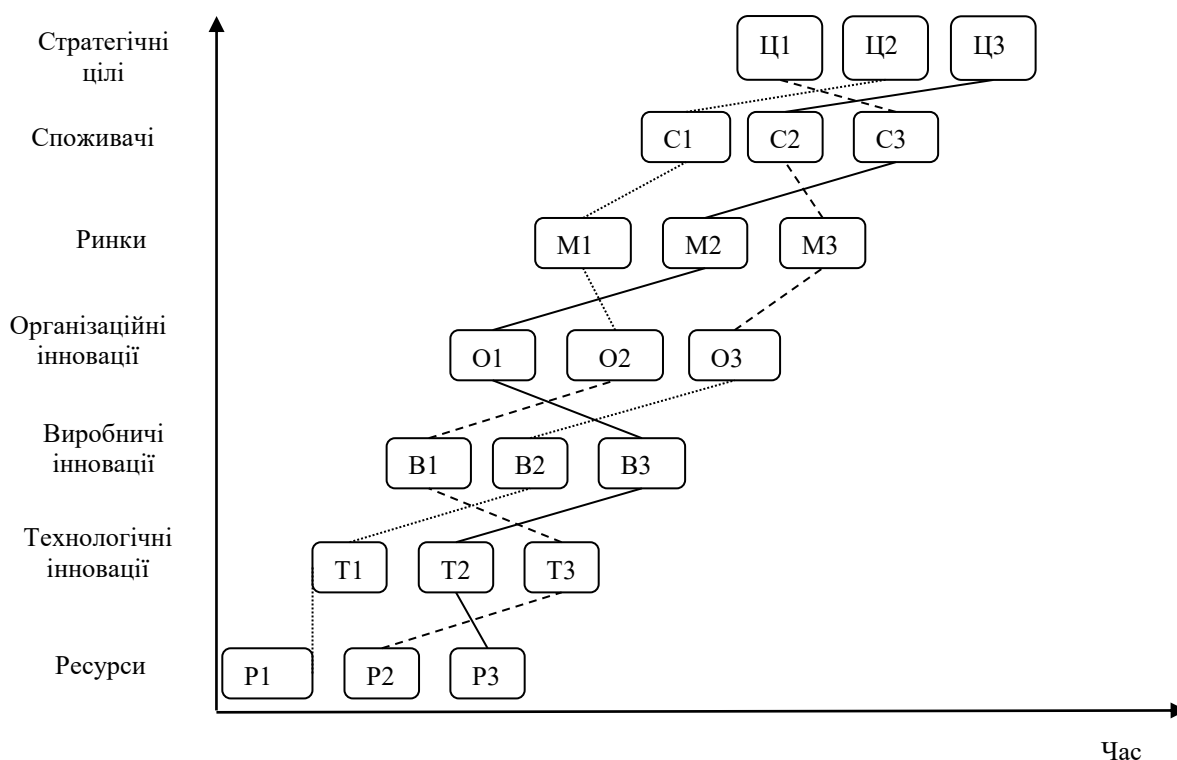 Стратегічні
цілі
Ц1 Ц2 Ц3
Споживачі
С1 С2 С3
Ринки
М1 М2 М3
Організаційні
інновації
О1 О2 О3
Виробничі
інновації
В1 В2 В3
Технологічні
інновації
Т1 Т2 Т3
Ресурси
Р1 Р2 Р3
Час